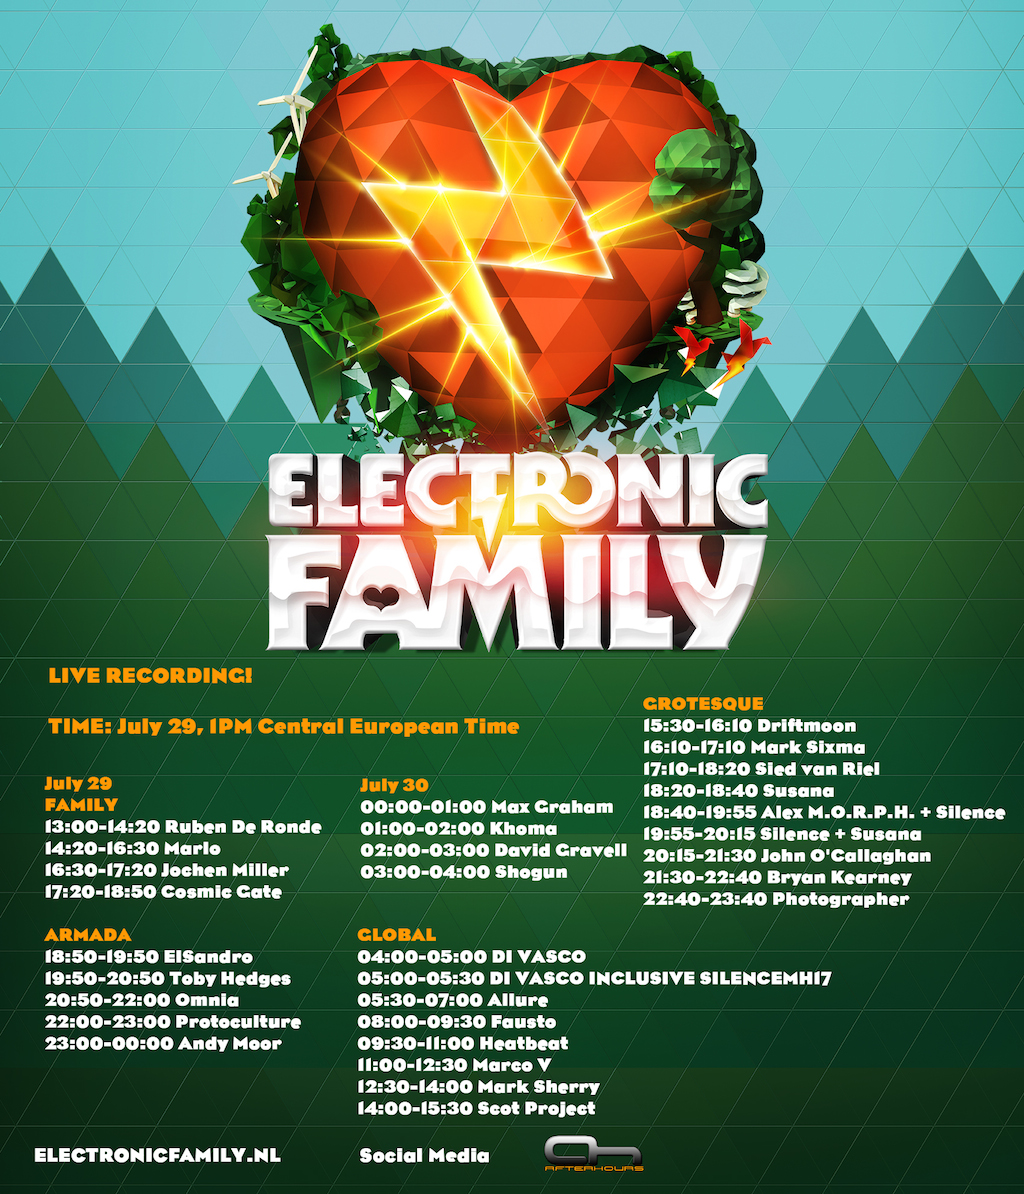 ELECTRONIC
FAMILY
LIVE RECORDING!
TIME: July 29, 1PM Central European Time
July 29
FAMILY
13:00-14:20 Ruben De Ronde
14:20-16:30 Marlo
16:30-17:20 Jochen Miller
17:20-18:50 Cosmic Gate
ARMADA
18:50-19:50 ElSandro
19:50-20:50 Toby Hedges
20:50-22:00 Omnia
22:00-23:00 Protoculture
23:00-00:00 Andy Moor
July 30
00:00-01:00 Max Graham
01:00-02:00 Khoma
02:00-03:00 David Gravell
03:00-04:00 Shogun
GLOBAL
04:00-05:00 DI VASCO
05:00-05:30 DI VASCO INCLUSIVE SILENCEMH17
05:30-07:00 Allure
08:00-09:30 Fausto
09:30-11:00 Heatbeat
11:00-12:30 Marco V
12:30-14:00 Mark Sherry
14:00-15:30 Scot Project
GROTESQUE
15:30-16:10 Driftmoon
16:10-17:10 Mark Sixma
17:10-18:20 Sied van Riel
18:20-18:40 Susana
18:40-19:55 Alex M.O.R.P.H. + Silence
19:55-20:15 Silence + Susana
20:15-21:30 John O'Callaghan
21:30-22:40 Bryan Kearney
22:40-23:40 Photographer
ELECTRONICFAMILY.NL
Social Media
ah
AFTERHOURS